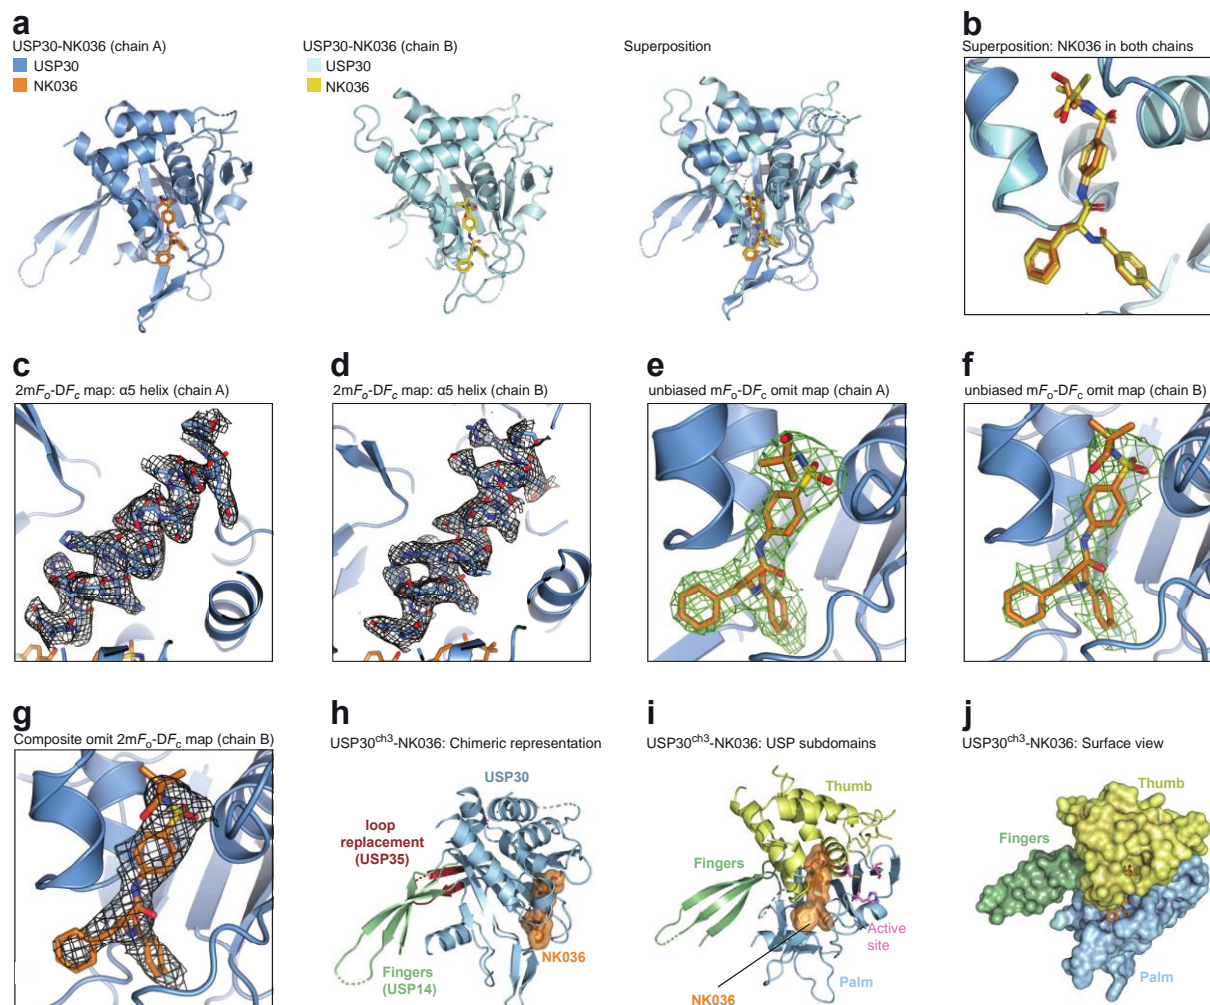 a
USP30-NK036 (chain A)
USP30
NK036
USP30-NK036 (chain B)
USP30
NK036
Superposition
b
Superposition: NK036 in both chains
c
2mFo-DFc map: α5 helix (chain A)
d
2mFo-DFc map: α5 helix (chain B)
e
unbiased mFo-DFc omit map (chain A)
f
unbiased mFo-DFc omit map (chain B)
g
Composite omit 2mFo-DFc map (chain B)
h
USP30ch3-NK036: Chimeric representation
USP30
loop
replacement
(USP35)
NK036
Fingers
(USP14)
i
USP30ch3-NK036: USP subdomains
Thumb
Fingers
Active
site
Palm
NK036
j
USP30ch3-NK036: Surface view
Thumb
Fingers
Palm